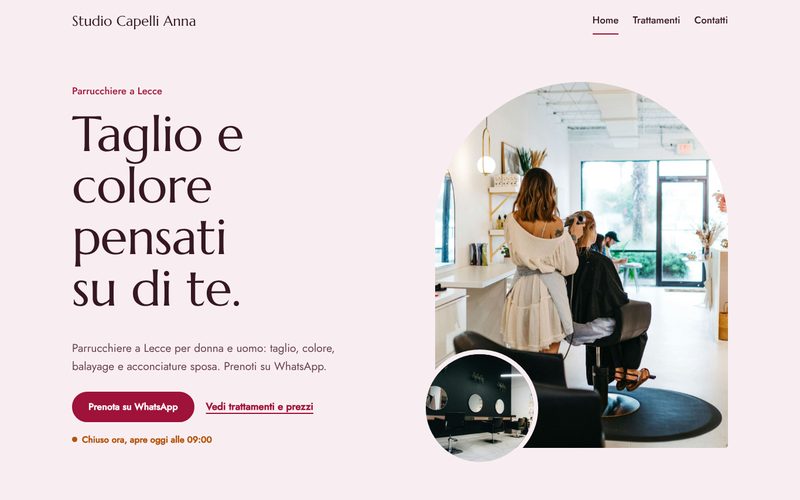 Studio Capelli Anna
Home Trattamenti Contatti
Parrucchiere a Lecce
Taglio e
colore
pensati
su di te.
Parrucchiere a Lecce per donna e uomo: taglio, colore,
balayage e acconciature sposa. Prenoti su WhatsApp.
Prenota su WhatsApp Vedi trattamenti e prezzi
Chiuso ora, apre oggi alle 09:00